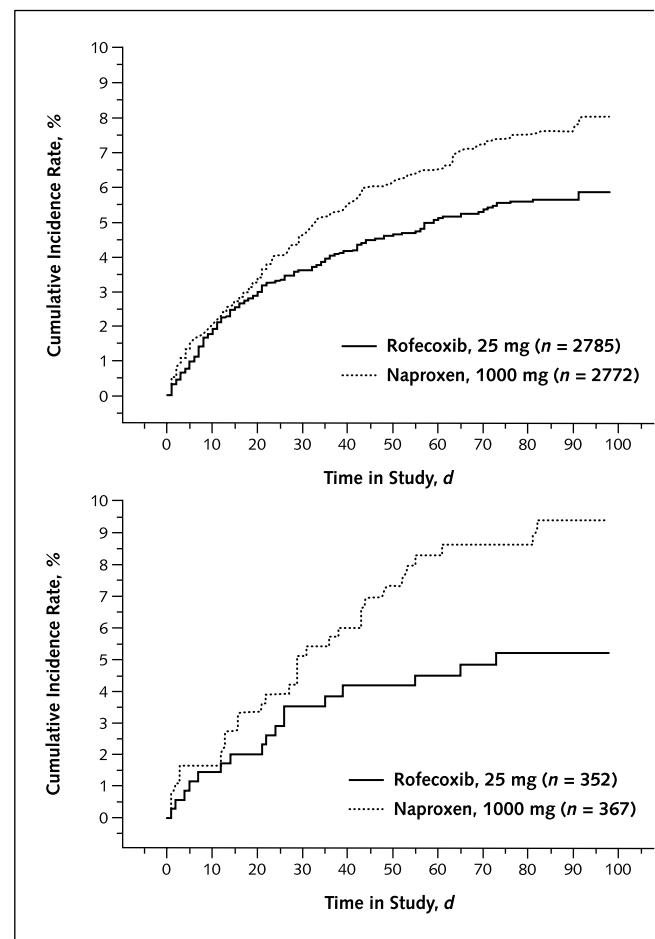 10
9
8
7
6
5
4
3
2
1
0
Cumulative Incidence Rate, %
Rofecoxib, 25 mg (n = 2785)
Naproxen, 1000 mg (n = 2772)
0 10 20 30 40 50 60 70 80 90 100
Time in Study, d
10
9
8
7
6
5
4
3
2
1
0
Cumulative Incidence Rate, %
Rofecoxib, 25 mg (n = 352)
Naproxen, 1000 mg (n = 367)
0 10 20 30 40 50 60 70 80 90 100
Time in Study, d